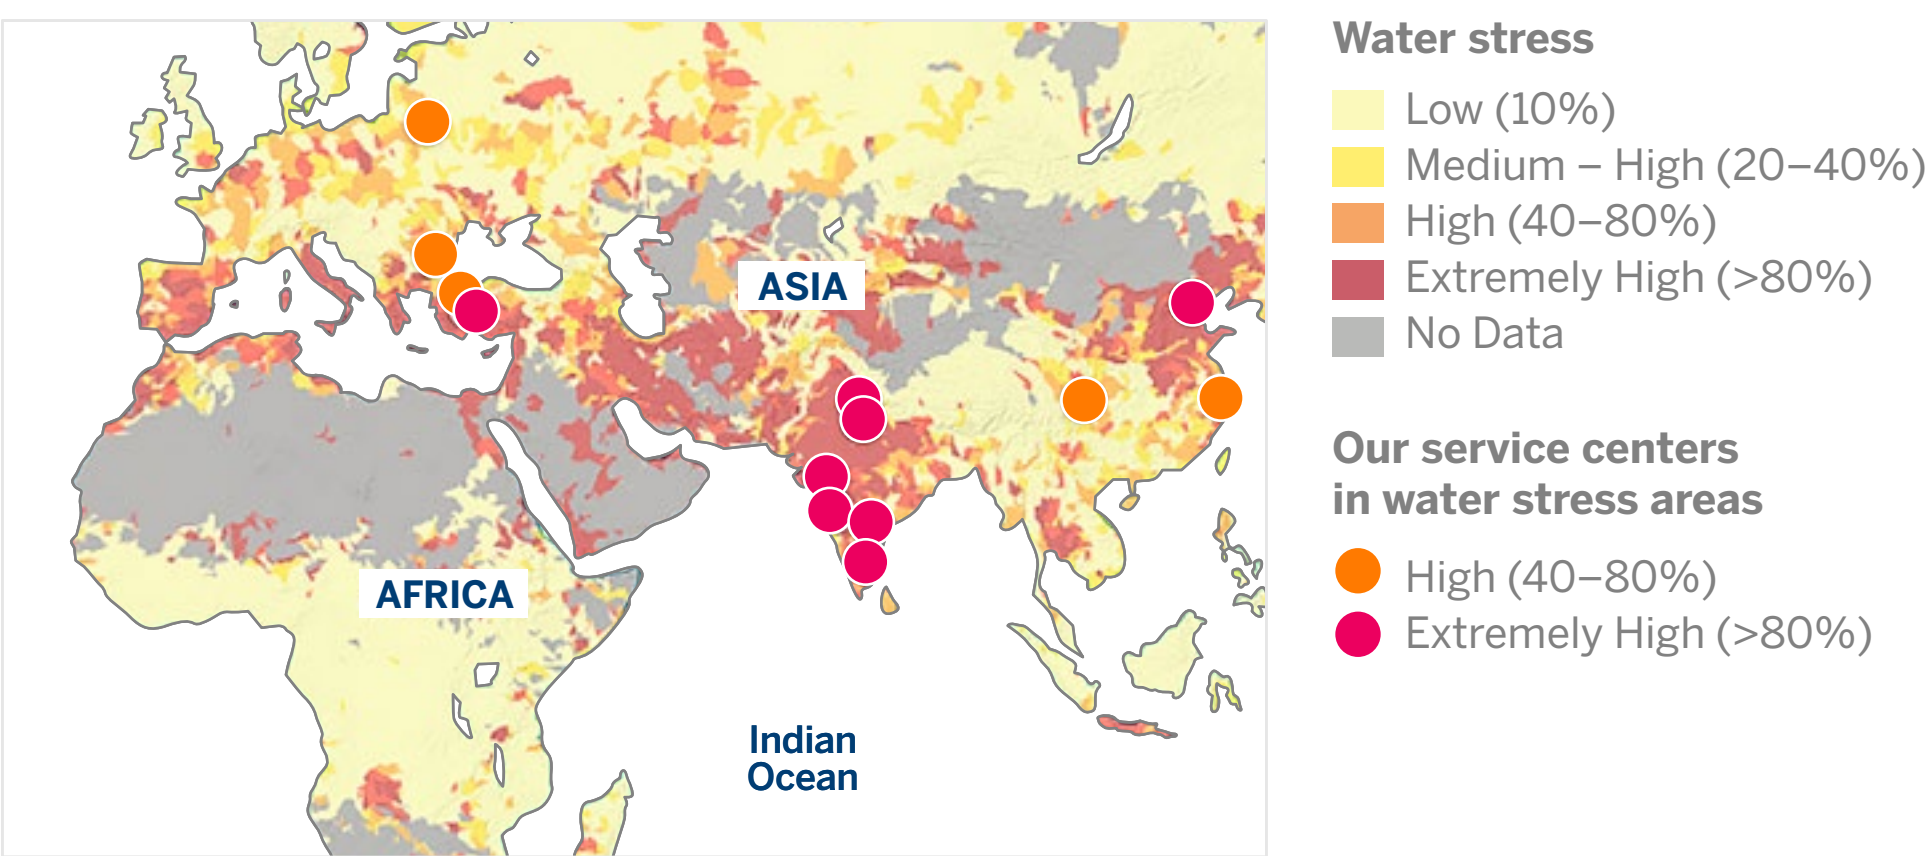 ASIA
AFRICA
Indian
Ocean
Water stress
Low (10%)
Medium – High (20–40%)
High (40–80%)
Extremely High (>80%)
No Data
Our service centers
in water stress areas
High (40–80%)
Extremely High (>80%)